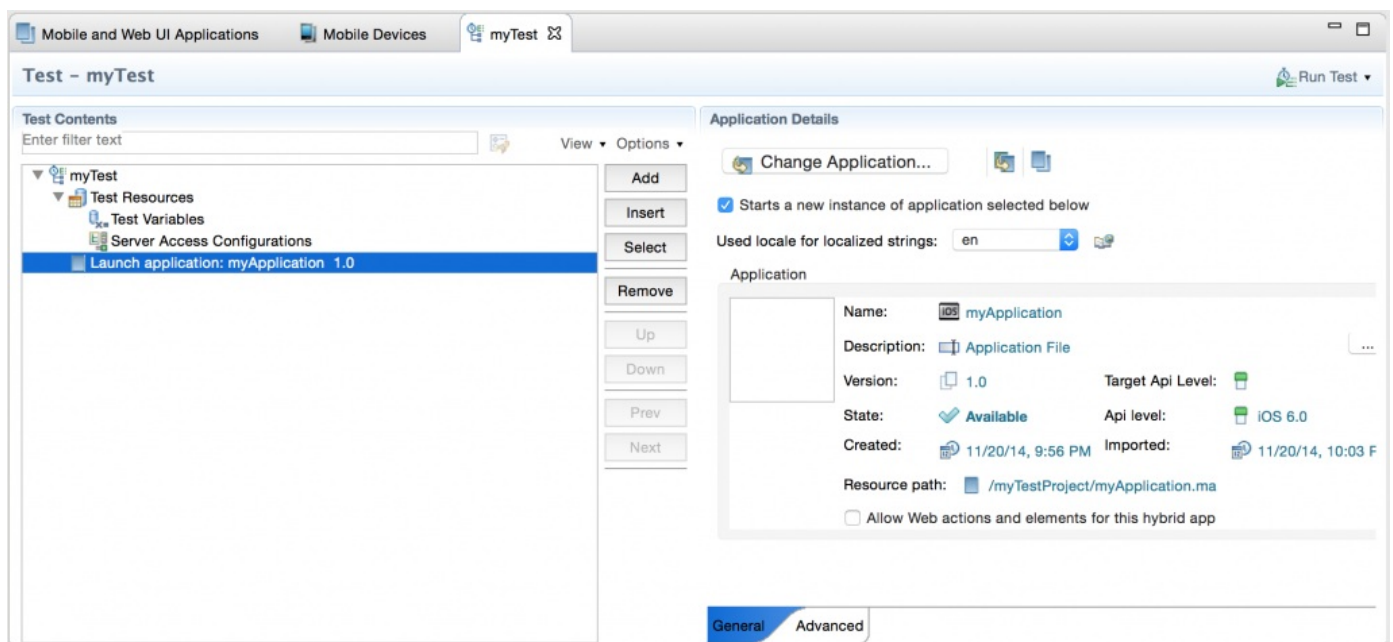 Mobile and Web UI Applications Mobile Devices myTest
Test - myTest Run Test
Test Contents
Enter filter text
View Options
myTest
Test Resources
Test Variables
Server Access Configurations
Launch application: myApplication 1.0
Add
Insert
Select
Remove
Up
Down
Prev
Next
Application Details
Change Application...
Starts a new instance of application selected below
Used locale for localized strings: en
Application
Name: iOS myApplication
Description: Application File ...
Version: 1.0 Target Api Level:
State: Available Api level: iOS 6.0
Created: 11/20/14, 9:56 PM Imported: 11/20/14, 10:03 P
Resource path: /myTestProject/myApplication.ma
Allow Web actions and elements for this hybrid app
General Advanced